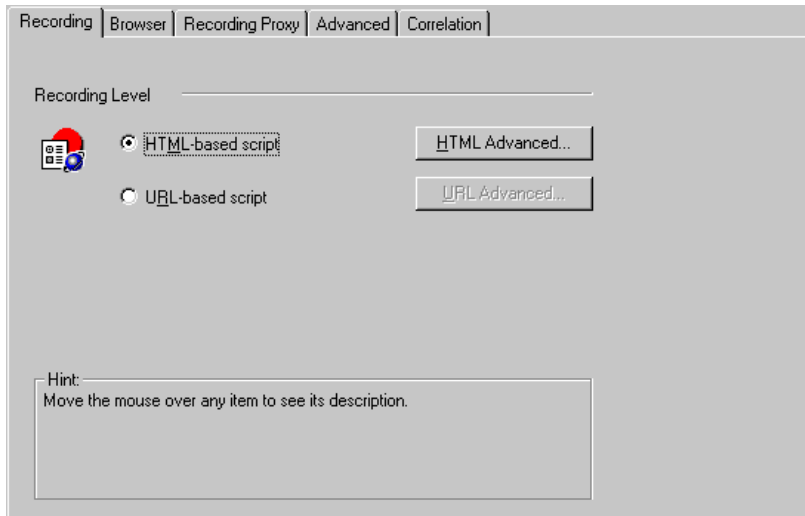 Recording Browser Recording Proxy Advanced Correlation
Recording Level
HTML-based script HTML Advanced...
URL-based script URL Advanced...
Hint:
Move the mouse over any item to see its description.